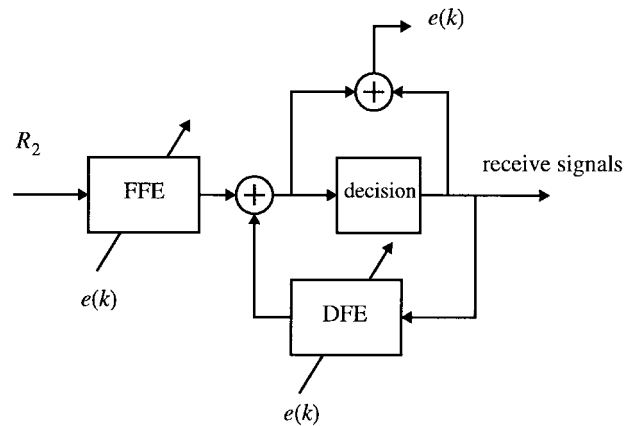 e(k)
R₂
FFE
+
+
decision
receive signals
e(k)
DFE
e(k)